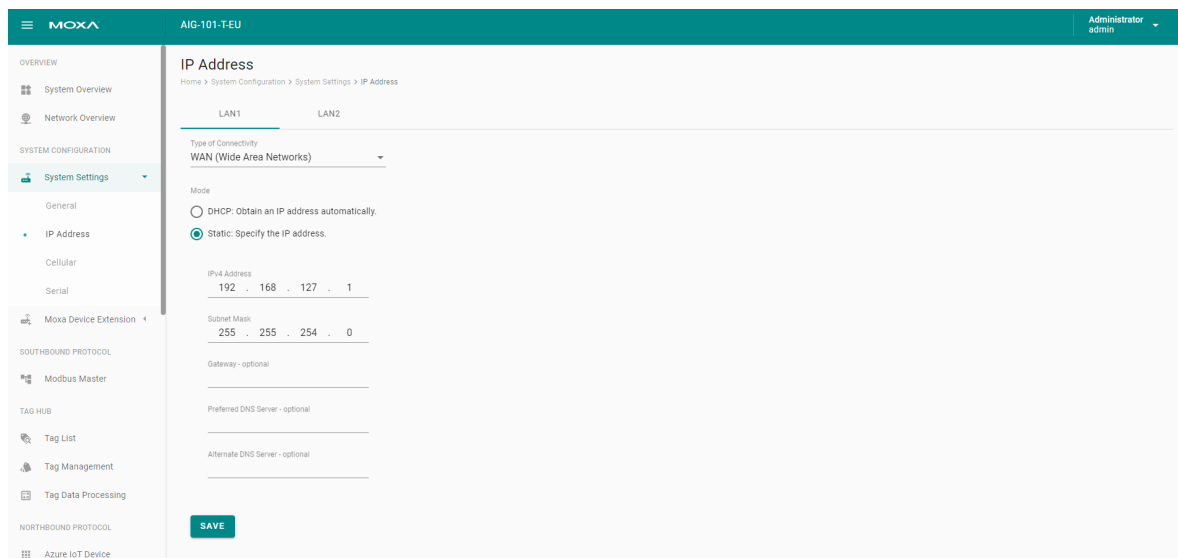 MOXA
AIG-101-T-EU
Administrator
admin
OVERVIEW
System Overview
Network Overview
SYSTEM CONFIGURATION
System Settings
General
IP Address
Cellular
Serial
Moxa Device Extension
SOUTHBOUND PROTOCOL
Modbus Master
TAG HUB
Tag List
Tag Management
Tag Data Processing
NORTHBOUND PROTOCOL
Azure IoT Device
IP Address
Home > System Configuration > System Settings > IP Address
LAN1 LAN2
Type of Connectivity
WAN (Wide Area Networks)
Mode
DHCP: Obtain an IP address automatically.
Static: Specify the IP address.
IPv4 Address
192 . 168 . 127 . 1
Subnet Mask
255 . 255 . 254 . 0
Gateway - optional
Preferred DNS Server - optional
Alternate DNS Server - optional
SAVE